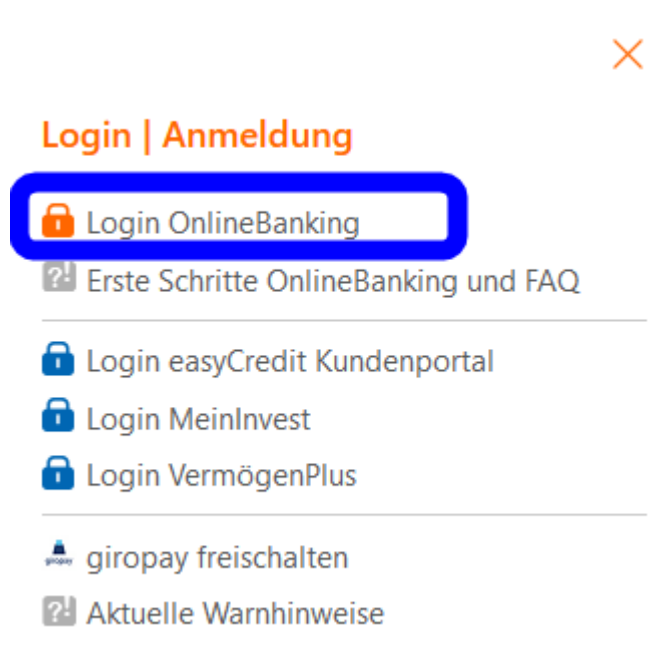 Login | Anmeldung
Login OnlineBanking
Erste Schritte OnlineBanking und FAQ
Login easyCredit Kundenportal
Login MeinInvest
Login VermögenPlus
giropay
giropay freischalten
Aktuelle Warnhinweise